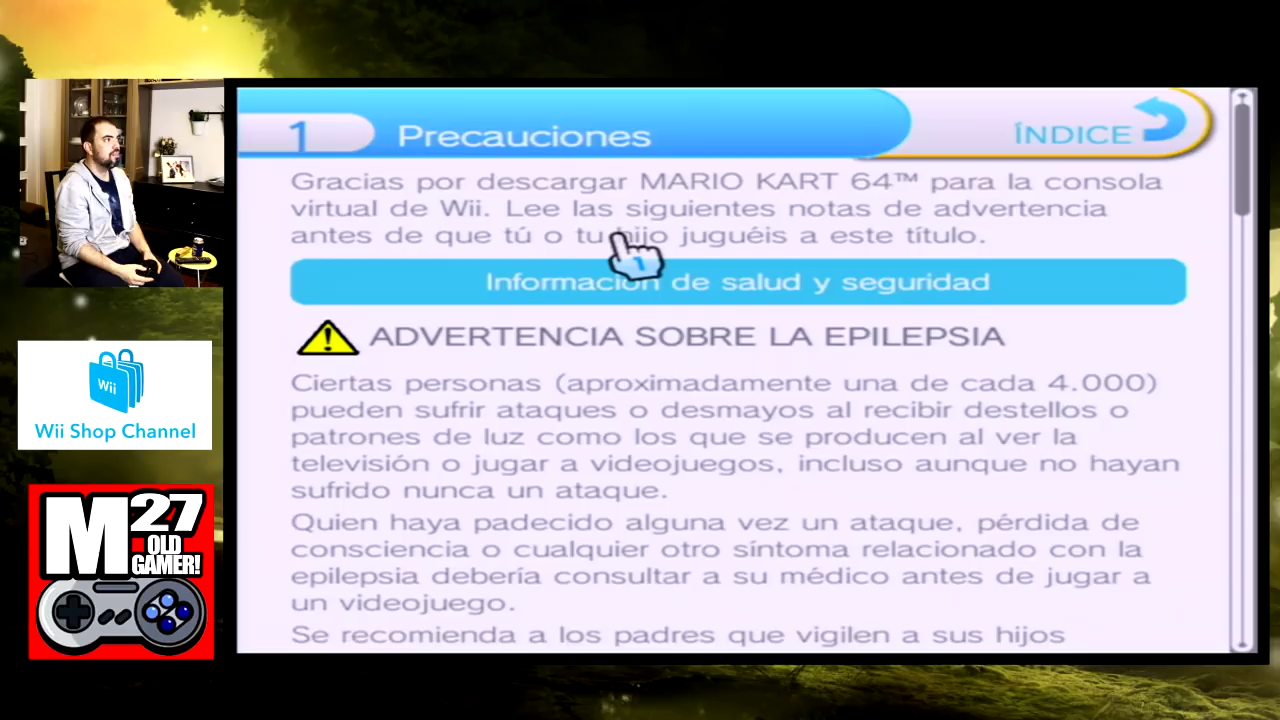 1 Precauciones
ÍNDICE
Gracias por descargar MARIO KART 64™ para la consola
virtual de Wii. Lee las siguientes notas de advertencia
antes de que tú o tu hijo juguéis a este título.
Información de salud y seguridad
ADVERTENCIA SOBRE LA EPILEPSIA
Ciertas personas (aproximadamente una de cada 4.000)
pueden sufrir ataques o desmayos al recibir destellos o
patrones de luz como los que se producen al ver la
televisión o jugar a videojuegos, incluso aunque no hayan
sufrido nunca un ataque.
Quien haya padecido alguna vez un ataque, pérdida de
consciencia o cualquier otro síntoma relacionado con la
epilepsia debería consultar a su médico antes de jugar a
un videojuego.
Se recomienda a los padres que vigilen a sus hijos
1
Wii
Wii Shop Channel
M27
OLD
GAMER!